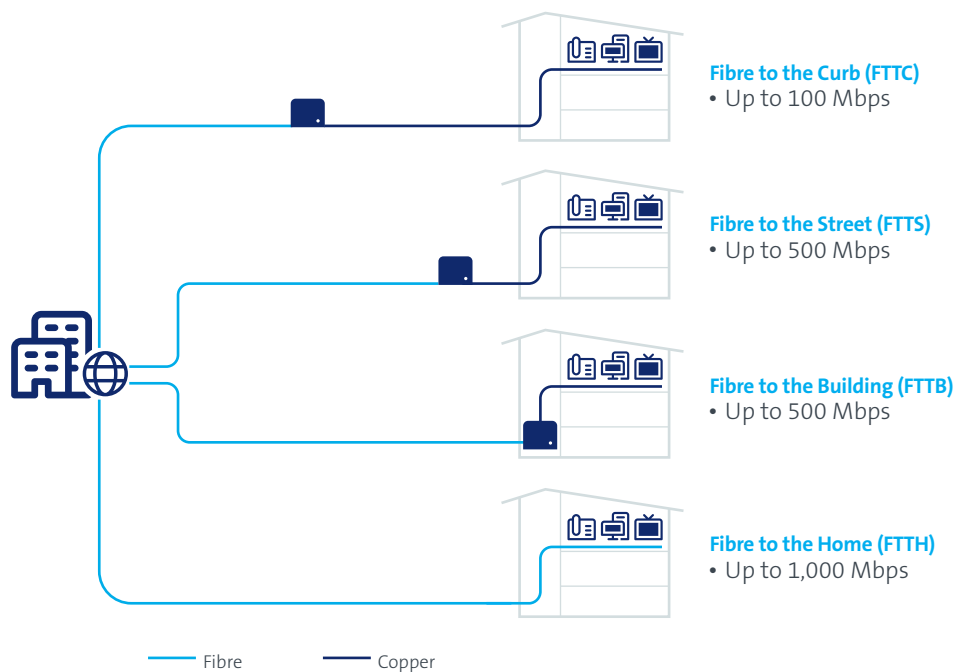 Fibre to the Curb (FTTC)
• Up to 100 Mbps
Fibre to the Street (FTTS)
• Up to 500 Mbps
Fibre to the Building (FTTB)
• Up to 500 Mbps
Fibre to the Home (FTTH)
• Up to 1,000 Mbps
Fibre
Copper